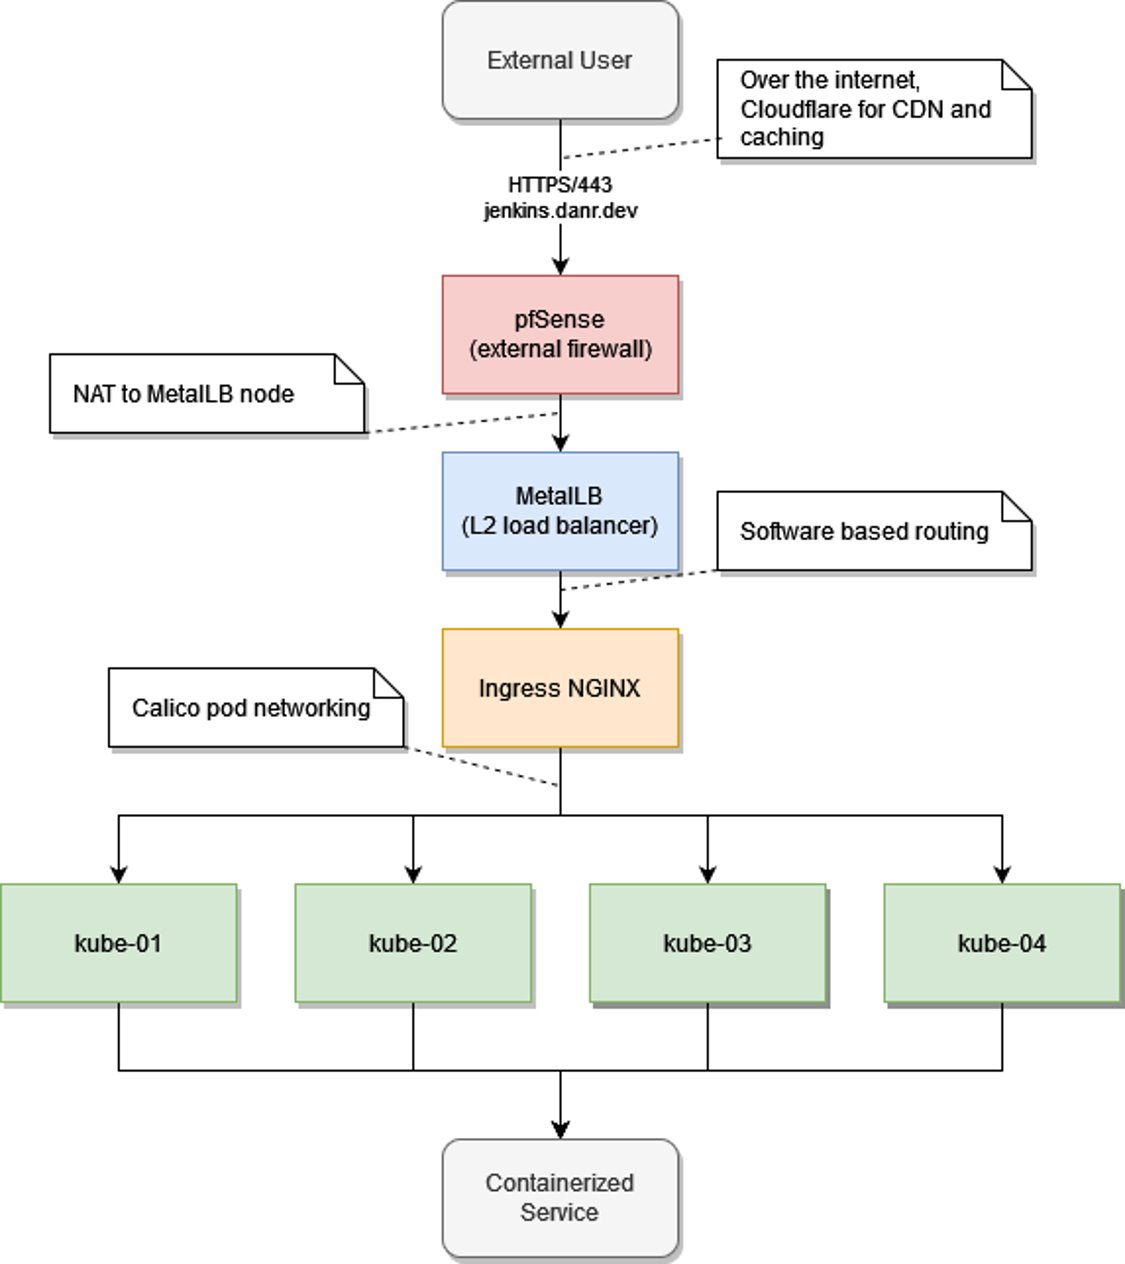 External User
Over the internet,
Cloudflare for CDN and
caching
HTTPS/443
jenkins.danr.dev
pfSense
(external firewall)
NAT to MetalLB node
MetalLB
(L2 load balancer)
Software based routing
Ingress NGINX
Calico pod networking
kube-01
kube-02
kube-03
kube-04
Containerized
Service